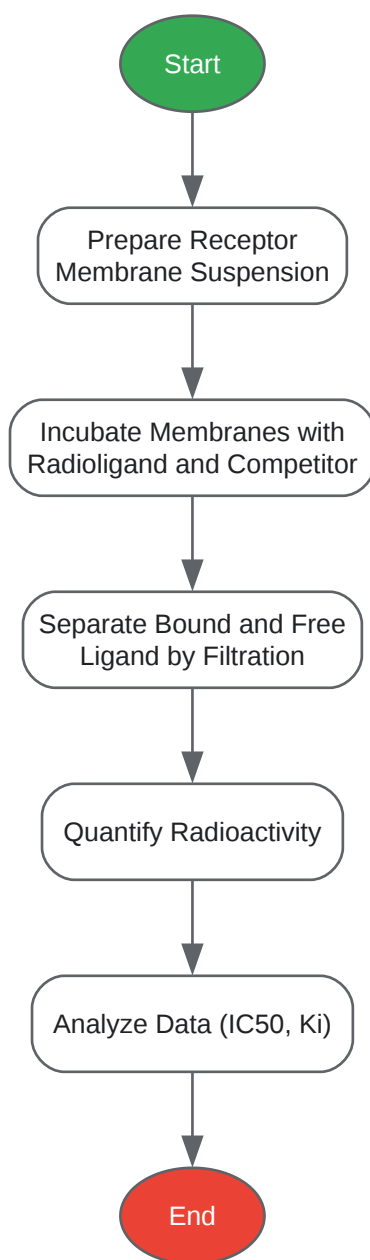 Start
Prepare Receptor
Membrane Suspension
Incubate Membranes with
Radioligand and Competitor
Separate Bound and Free
Ligand by Filtration
Quantify Radioactivity
Analyze Data (IC50, Ki)
End